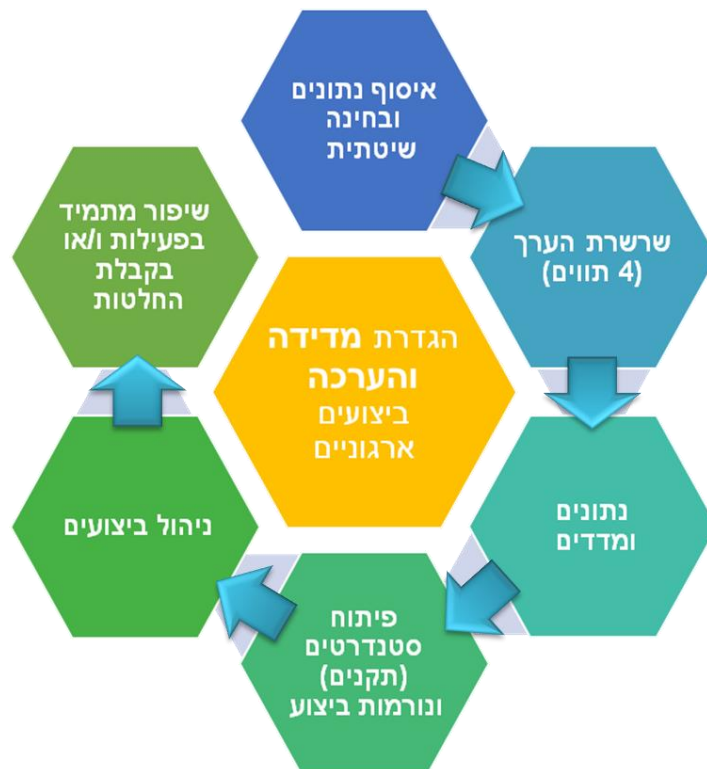 איסוף נתונים
ובחינה
שיטתית
שרשרת הערך
(4 תווים)
נתונים
ומדדים
פיתוח
סטנדרטים
(תקנים)
ונורמות ביצוע
ניהול ביצועים
שיפור מתמיד
בפעילות ו/או
בקבלת
החלטות
הגדרת מדידה
והערכה
ביצועים
ארגוניים